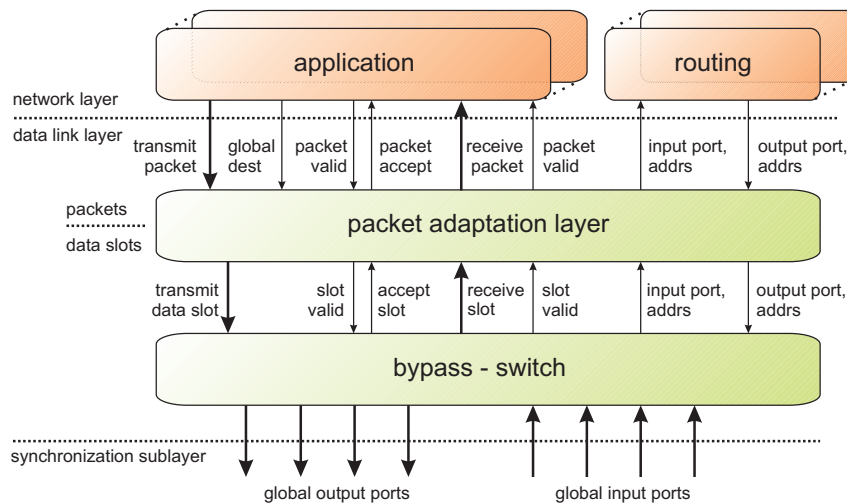 application
routing
network layer
data link layer
transmit packet
global dest
packet valid
packet accept
receive packet
packet valid
input port, addrs
output port, addrs
packets
data slots
packet adaptation layer
transmit data slot
slot valid
accept slot
receive slot
slot valid
input port, addrs
output port, addrs
bypass - switch
synchronization sublayer
global output ports
global input ports